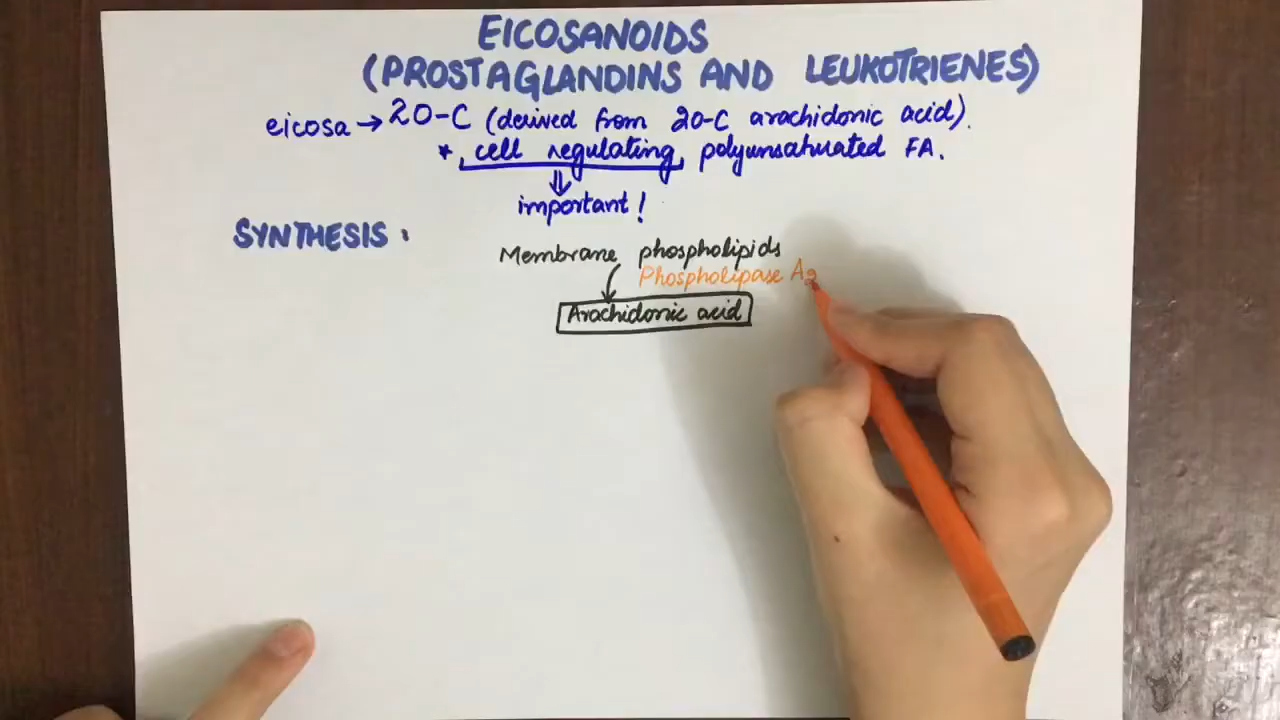 EICOSANOIDS
(PROSTAGLANDINS AND LEUKOTRIENES)
eicosa → 20-C (derived from 20-C arachidonic acid).
* cell regulating polyunsaturated FA.
important!
SYNTHESIS:
Membrane phospholipids
Phospholipase A2
Arachidonic acid